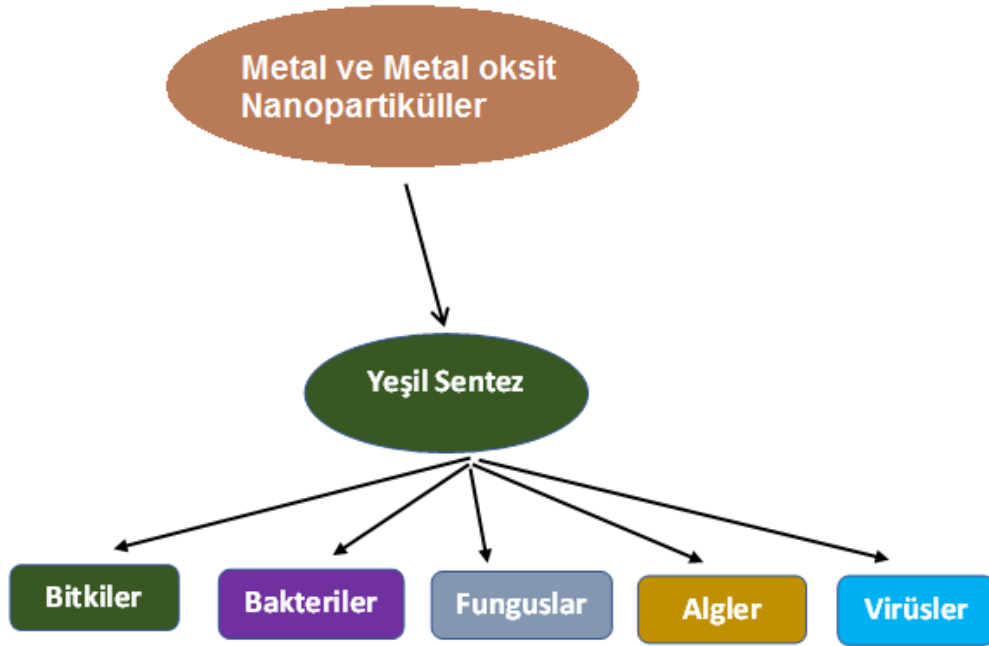 Metal ve Metal oksit
Nanopartiküller
Yeşil Sentez
Bitkiler
Bakteriler
Funguslar
Algler
Virüsler